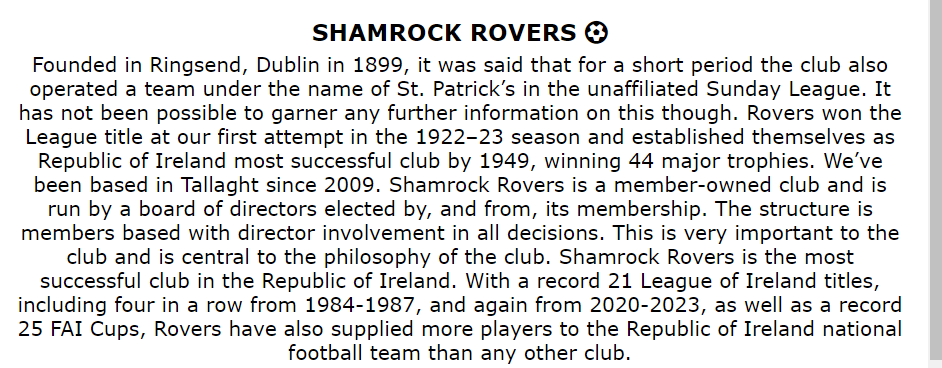 SHAMROCK ROVERS ⚽
Founded in Ringsend, Dublin in 1899, it was said that for a short period the club also
operated a team under the name of St. Patrick’s in the unaffiliated Sunday League. It
has not been possible to garner any further information on this though. Rovers won the
League title at our first attempt in the 1922–23 season and established themselves as
Republic of Ireland most successful club by 1949, winning 44 major trophies. We’ve
been based in Tallaght since 2009. Shamrock Rovers is a member-owned club and is
run by a board of directors elected by, and from, its membership. The structure is
members based with director involvement in all decisions. This is very important to the
club and is central to the philosophy of the club. Shamrock Rovers is the most
successful club in the Republic of Ireland. With a record 21 League of Ireland titles,
including four in a row from 1984-1987, and again from 2020-2023, as well as a record
25 FAI Cups, Rovers have also supplied more players to the Republic of Ireland national
football team than any other club.